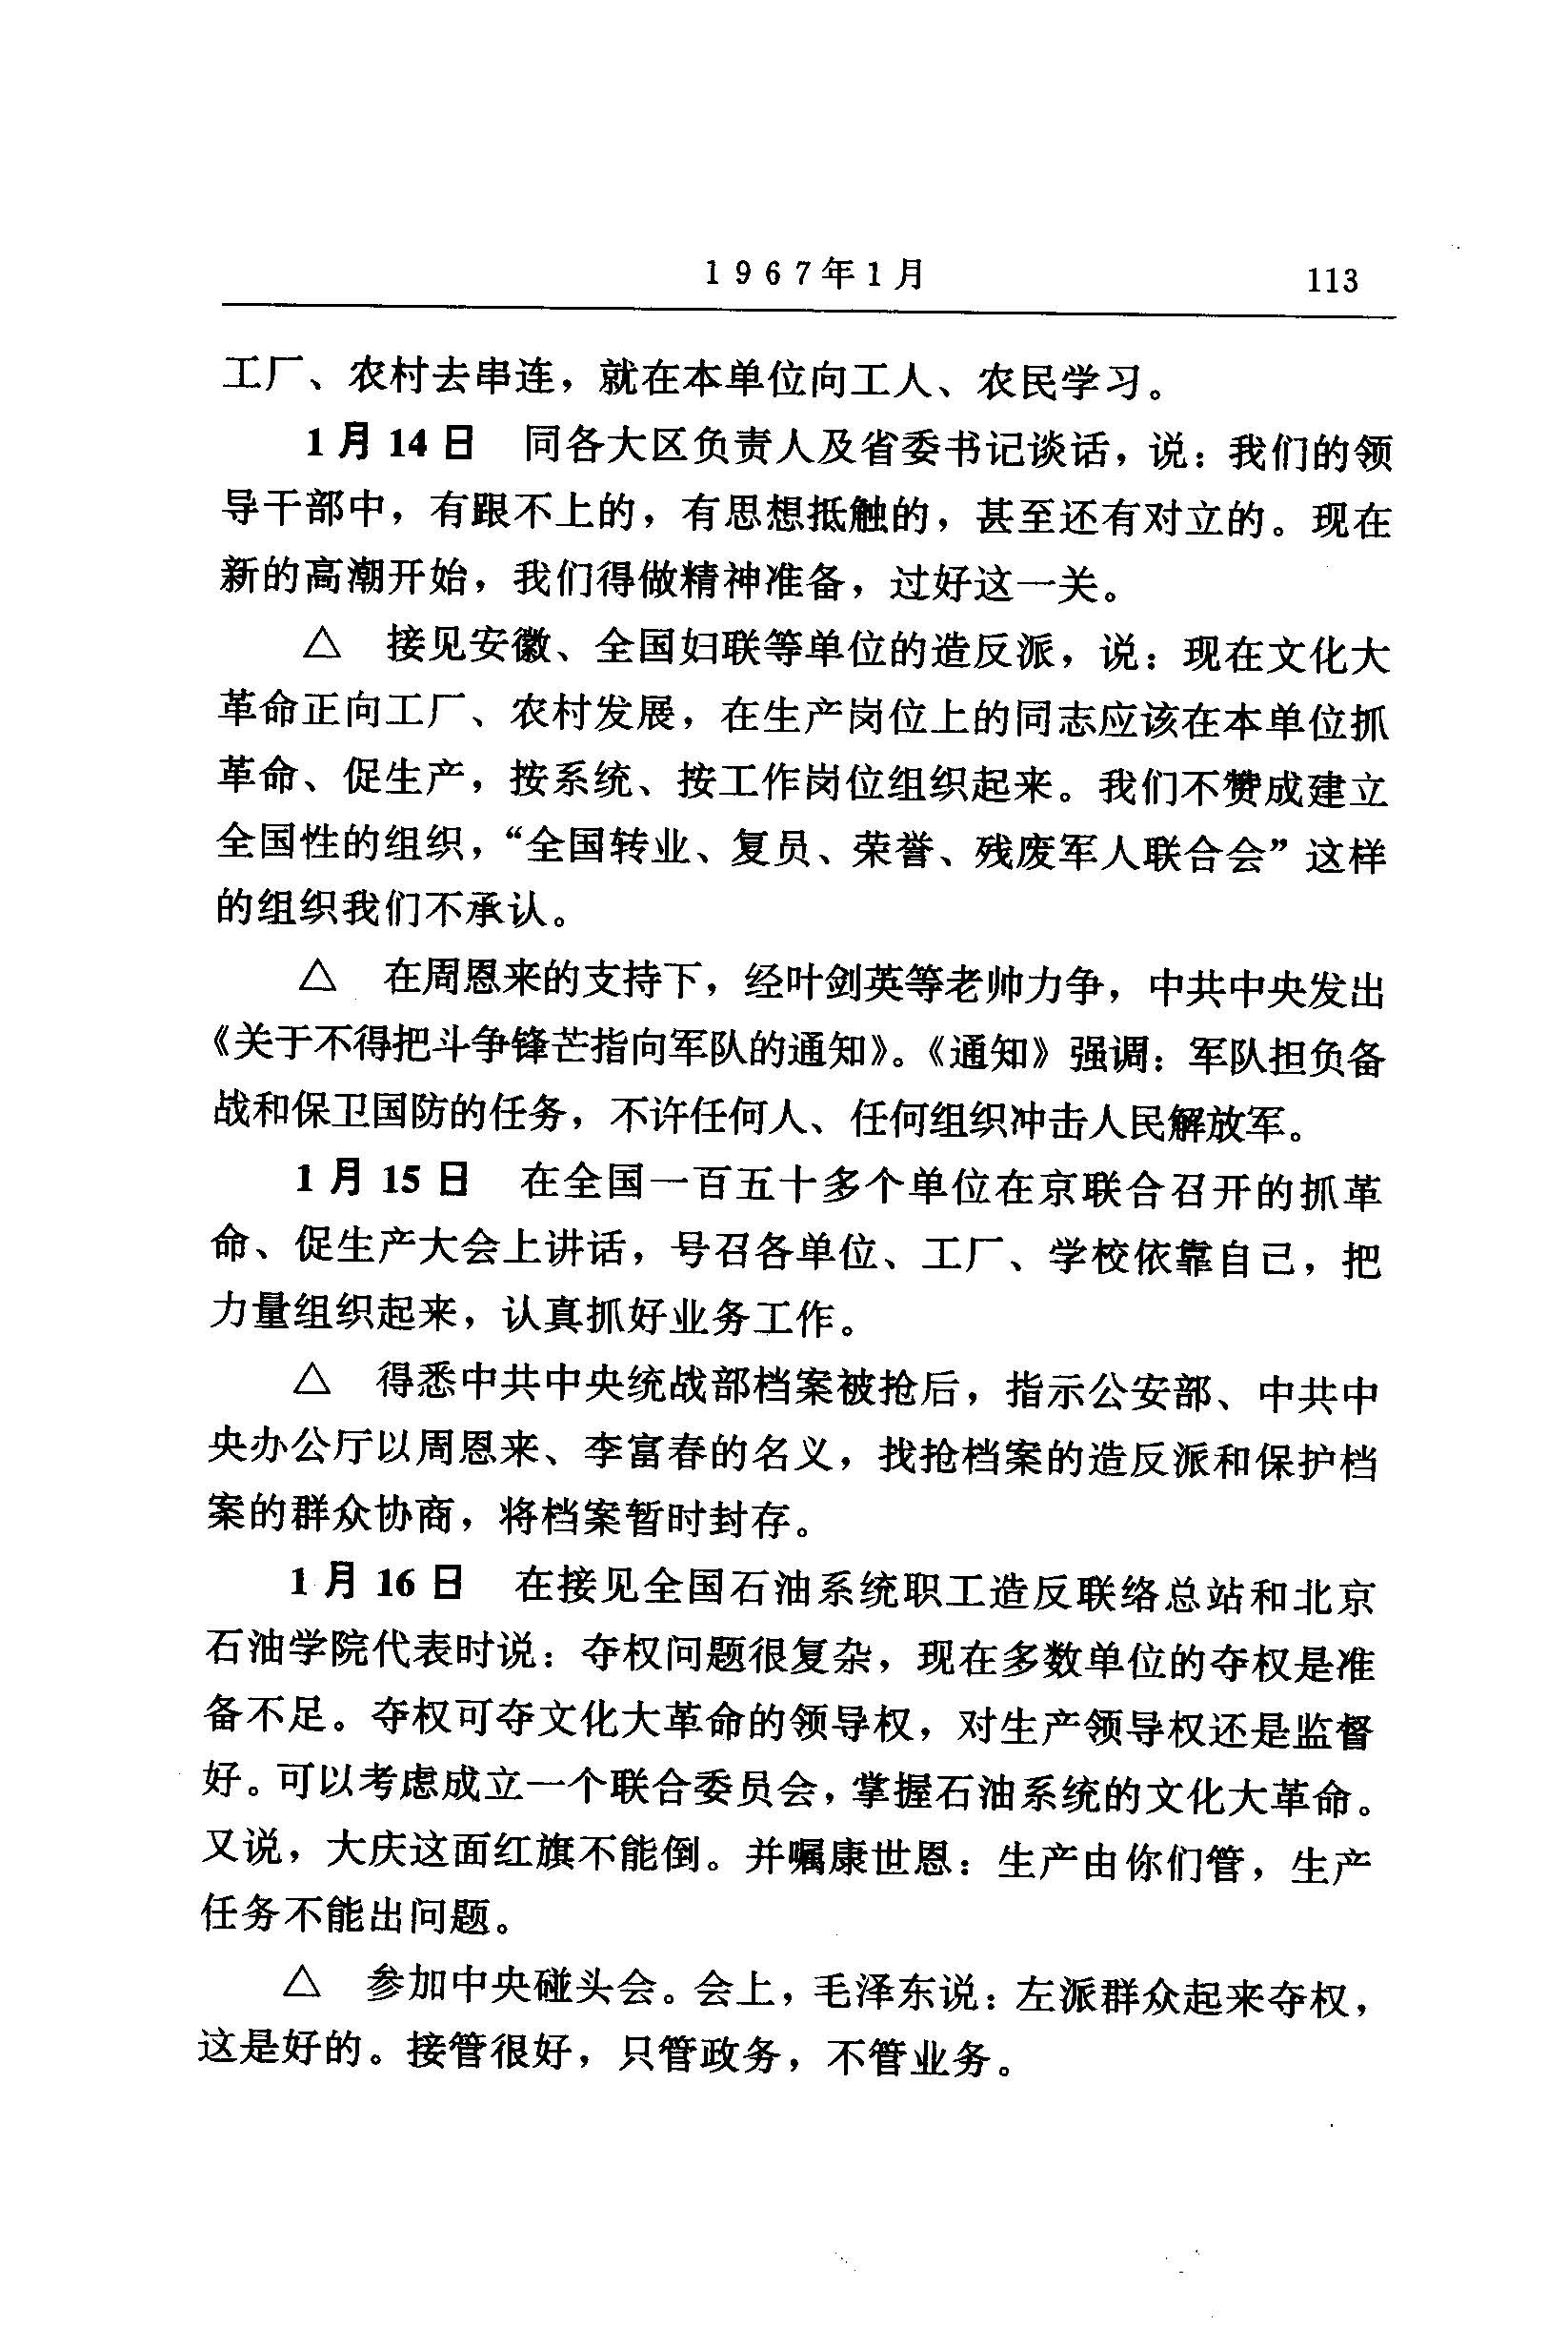 1967年1月 113
工厂、农村去串连，就在本单位向工人、农民学习。
1月14日 同各大区负责人及省委书记谈话，说：我们的领
导干部中，有跟不上的，有思想抵触的，甚至还有对立的。现在
新的高潮开始，我们得做精神准备，过好这一关。
△ 接见安徽、全国妇联等单位的造反派，说：现在文化大
革命正向工厂、农村发展，在生产岗位上的同志应该在本单位抓
革命、促生产，按系统、按工作岗位组织起来。我们不赞成建立
全国性的组织，“全国转业、复员、荣誉、残废军人联合会”这样
的组织我们不承认。
△ 在周恩来的支持下，经叶剑英等老帅力争，中共中央发出
《关于不得把斗争锋芒指向军队的通知》。《通知》强调：军队担负备
战和保卫国防的任务，不许任何人、任何组织冲击人民解放军。
1月15日 在全国一百五十多个单位在京联合召开的抓革
命、促生产大会上讲话，号召各单位、工厂、学校依靠自己，把
力量组织起来，认真抓好业务工作。
△ 得悉中共中央统战部档案被抢后，指示公安部、中共中
央办公厅以周恩来、李富春的名义，找抢档案的造反派和保护档
案的群众协商，将档案暂时封存。
1月16日 在接见全国石油系统职工造反联络总站和北京
石油学院代表时说：夺权问题很复杂，现在多数单位的夺权是准
备不足。夺权可夺文化大革命的领导权，对生产领导权还是监督
好。可以考虑成立一个联合委员会，掌握石油系统的文化大革命。
又说，大庆这面红旗不能倒。并嘱康世恩：生产由你们管，生产
任务不能出问题。
△ 参加中央碰头会。会上，毛泽东说：左派群众起来夺权，
这是好的。接管很好，只管政务，不管业务。